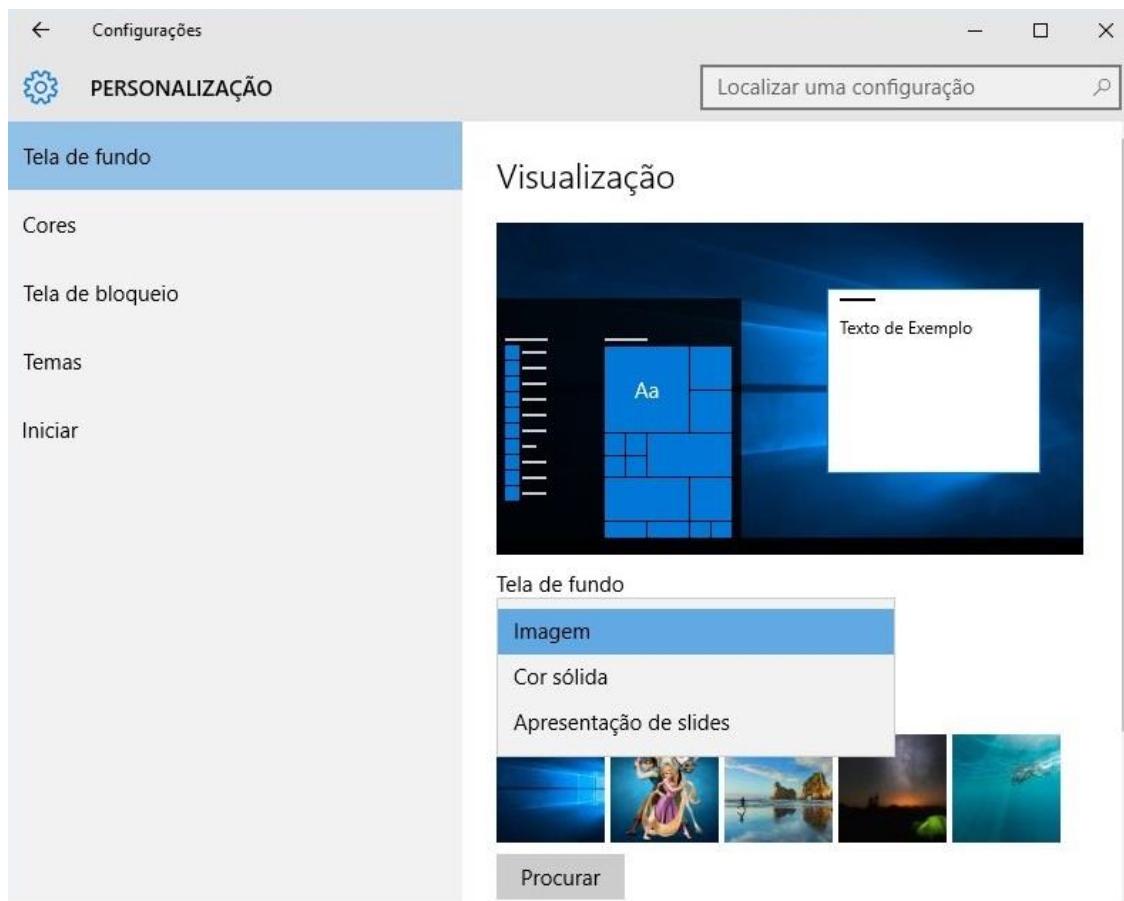 Configurações
PERSONALIZAÇÃO
Localizar uma configuração
Tela de fundo
Cores
Tela de bloqueio
Temas
Iniciar
Visualização
Texto de Exemplo
Aa
Tela de fundo
Imagem
Cor sólida
Apresentação de slides
Procurar